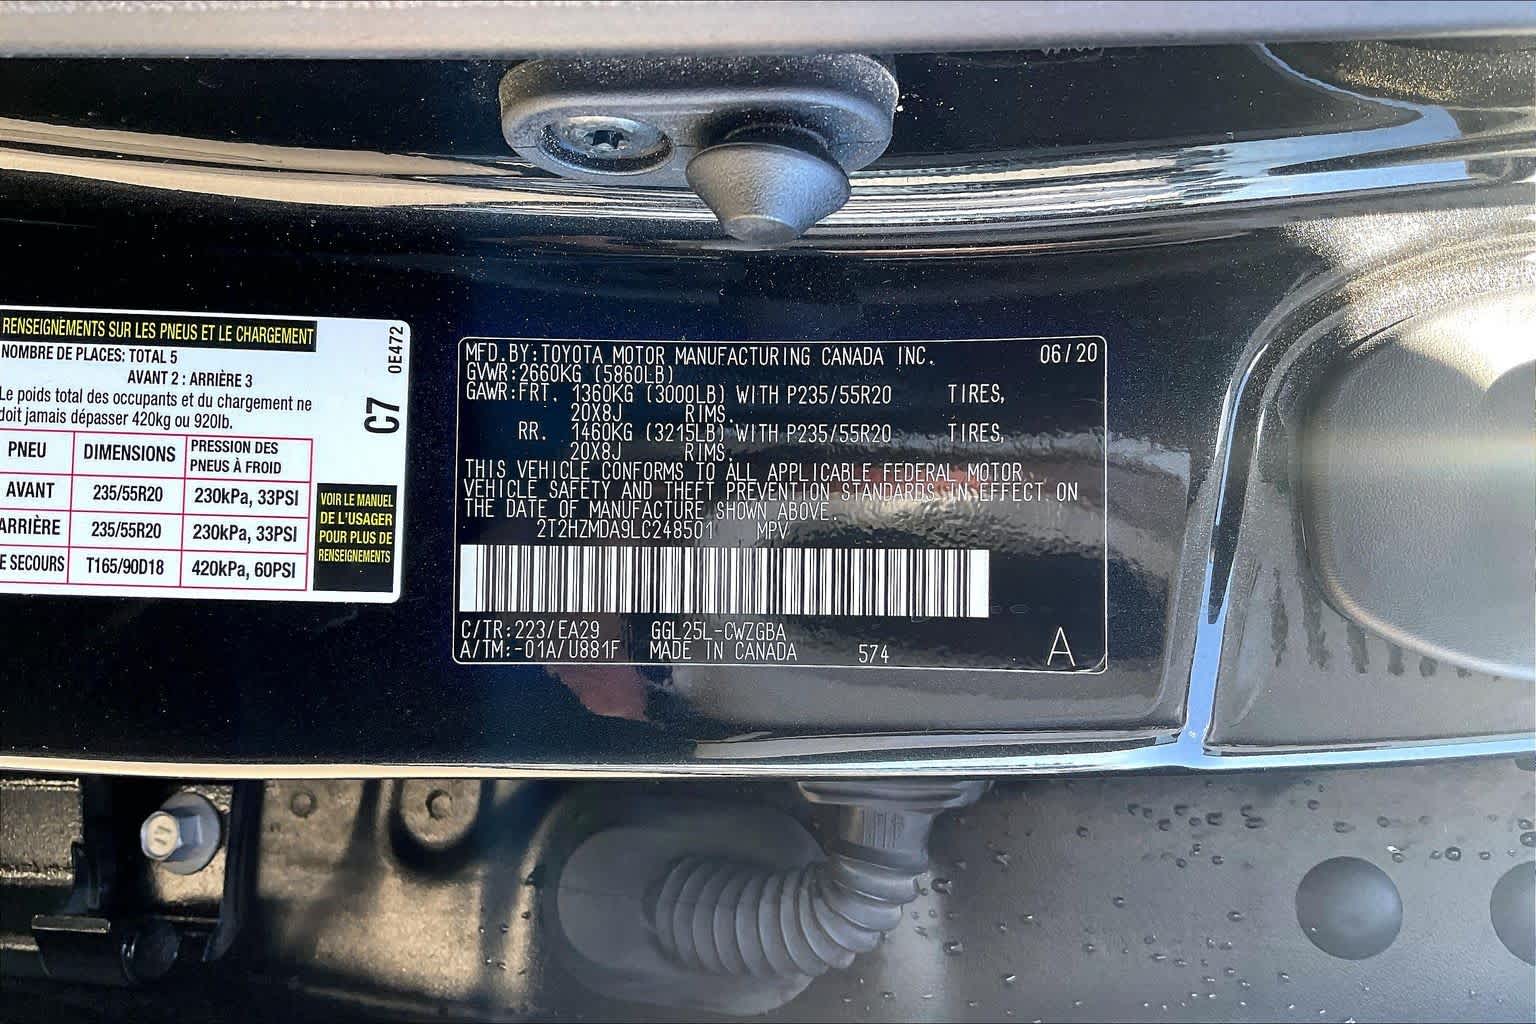 RENSEIGNEMENTS SUR LES PNEUS ET LE CHARGEMENT
NOMBRE DE PLACES: TOTAL 5
AVANT 2 : ARRIÈRE 3
Le poids total des occupants et du chargement ne
doit jamais dépasser 420kg ou 920lb.
PNEU DIMENSIONS PRESSION DES
PNEUS À FROID
AVANT 235/55R20 230kPa, 33PSI
ARRIÈRE 235/55R20 230kPa, 33PSI
E SECOURS T165/90D18 420kPa, 60PSI
VOIR LE MANUEL
DE L'USAGER
POUR PLUS DE
RENSEIGNEMENTS
0E472
C7
MFD.BY:TOYOTA MOTOR MANUFACTURING CANADA INC. 06/20
GVWR:2660KG (5860LB)
GAWR:FRT. 1360KG (3000LB) WITH P235/55R20 TIRES,
20X8J RIMS.
RR. 1460KG (3215LB) WITH P235/55R20 TIRES,
20X8J RIMS.
THIS VEHICLE CONFORMS TO ALL APPLICABLE FEDERAL MOTOR
VEHICLE SAFETY AND THEFT PREVENTION STANDARDS IN EFFECT ON
THE DATE OF MANUFACTURE SHOWN ABOVE.
2T2HZMDA9LC248501 MPV
C/TR:223/EA29 GGL25L-CWZGBA
A/TM:-01A/U881F MADE IN CANADA 574 A